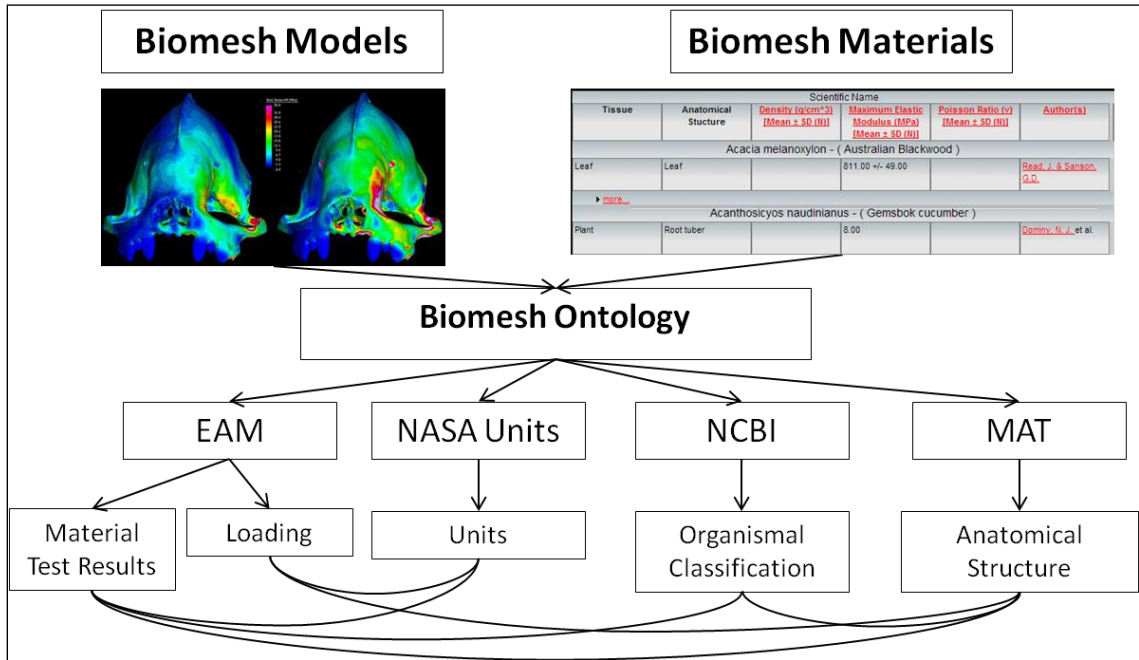 Biomesh Models
Biomesh Materials
Scientific Name
Tissue
Anatomical
Stucture
Density (g/cm^3)
[Mean ± SD (N)]
Maximum Elastic
Modulus (MPa)
[Mean ± SD (N)]
Poisson Ratio (v)
[Mean ± SD (N)]
Author(s)
Acacia melanoxylon - ( Australian Blackwood )
Leaf
Leaf
811.00 +/- 49.00
Read, J. & Sanson,
G.D.
more...
Acanthosicyos naudinianus - ( Gemsbok cucumber )
Plant
Root tuber
8.00
Dominy, N. J. et al.
Biomesh Ontology
EAM
NASA Units
NCBI
MAT
Material
Test Results
Loading
Units
Organismal
Classification
Anatomical
Structure